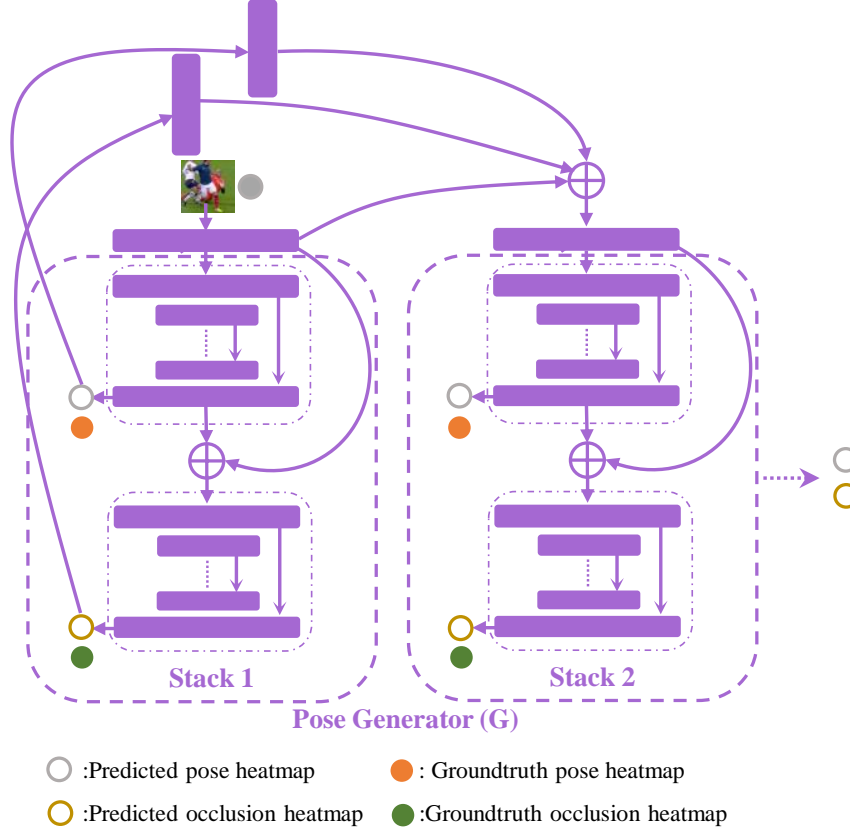 Stack 1
Stack 2
Pose Generator (G)
:Predicted pose heatmap
: Groundtruth pose heatmap
:Predicted occlusion heatmap
:Groundtruth occlusion heatmap